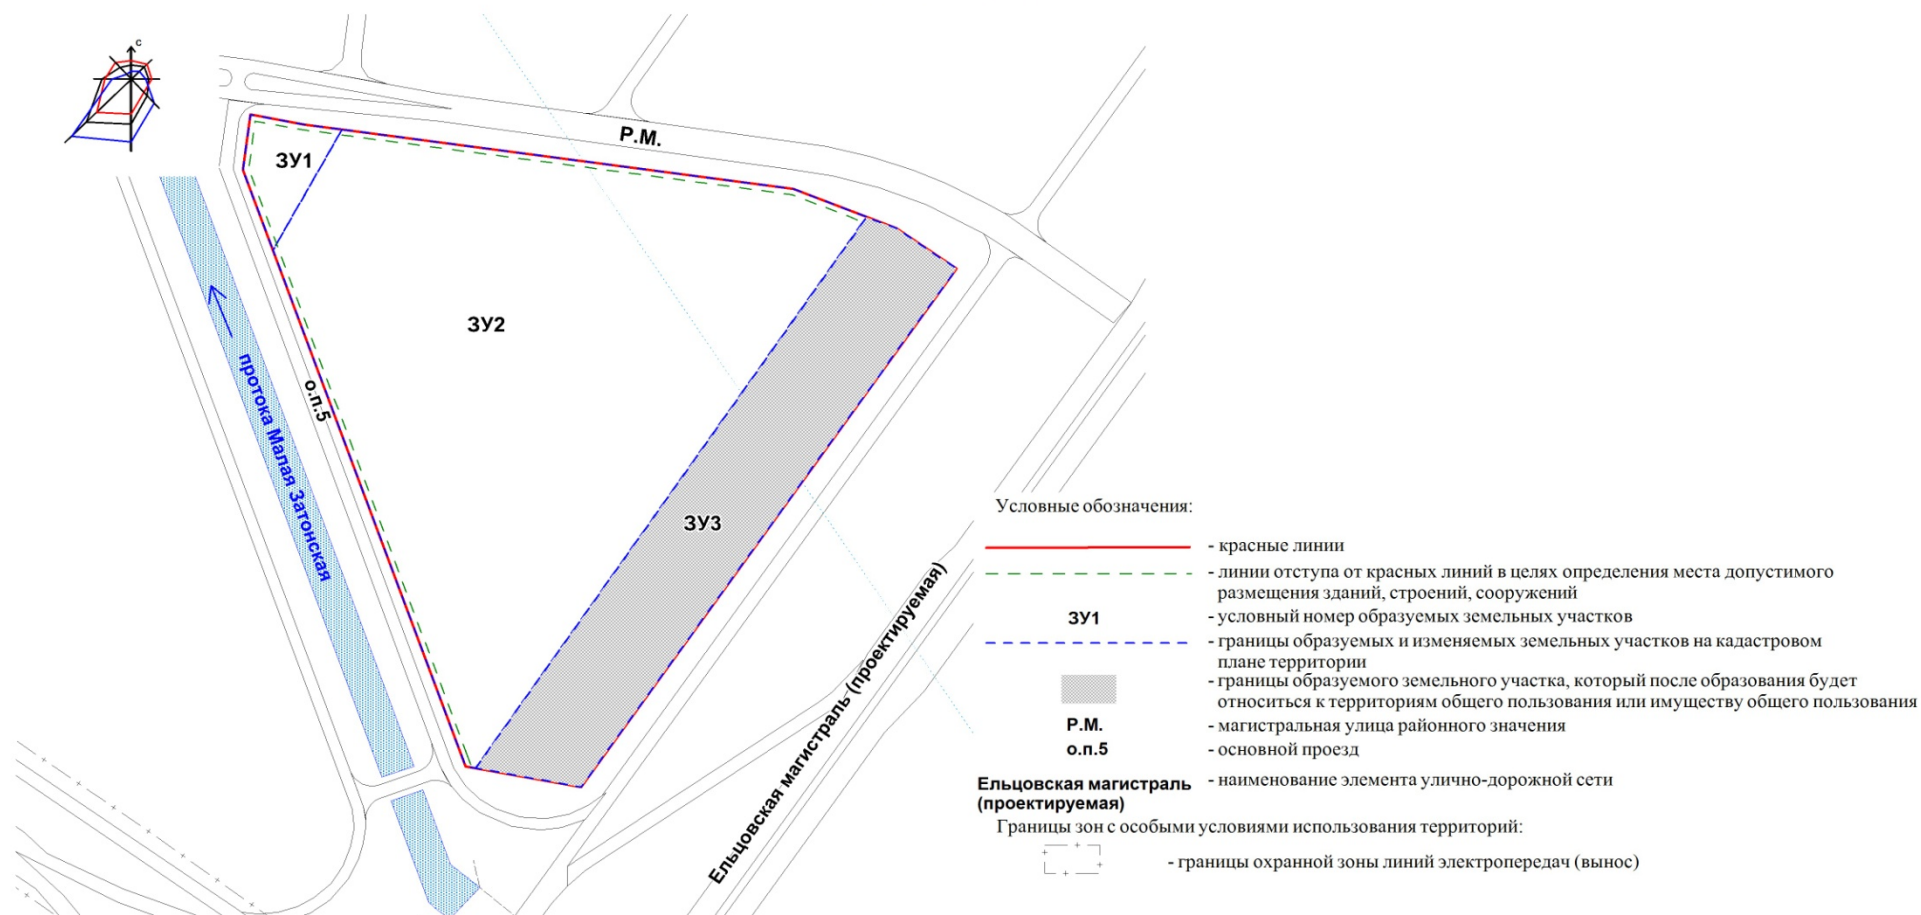 С
Р.М.
ЗУ1
ЗУ2
о.п.5
протока Малая Затонская
ЗУ3
Ельцовская магистраль (проектируемая)
Условные обозначения:
- красные линии
- линии отступа от красных линий в целях определения места допустимого
размещения зданий, строений, сооружений
ЗУ1 - условный номер образуемых земельных участков
- границы образуемых и изменяемых земельных участков на кадастровом
плане территории
- границы образуемого земельного участка, который после образования будет
относиться к территориям общего пользования или имуществу общего пользования
Р.М. - магистральная улица районного значения
о.п.5 - основной проезд
Ельцовская магистраль - наименование элемента улично-дорожной сети
(проектируемая)
Границы зон с особыми условиями использования территорий:
- границы охранной зоны линий электропередач (вынос)